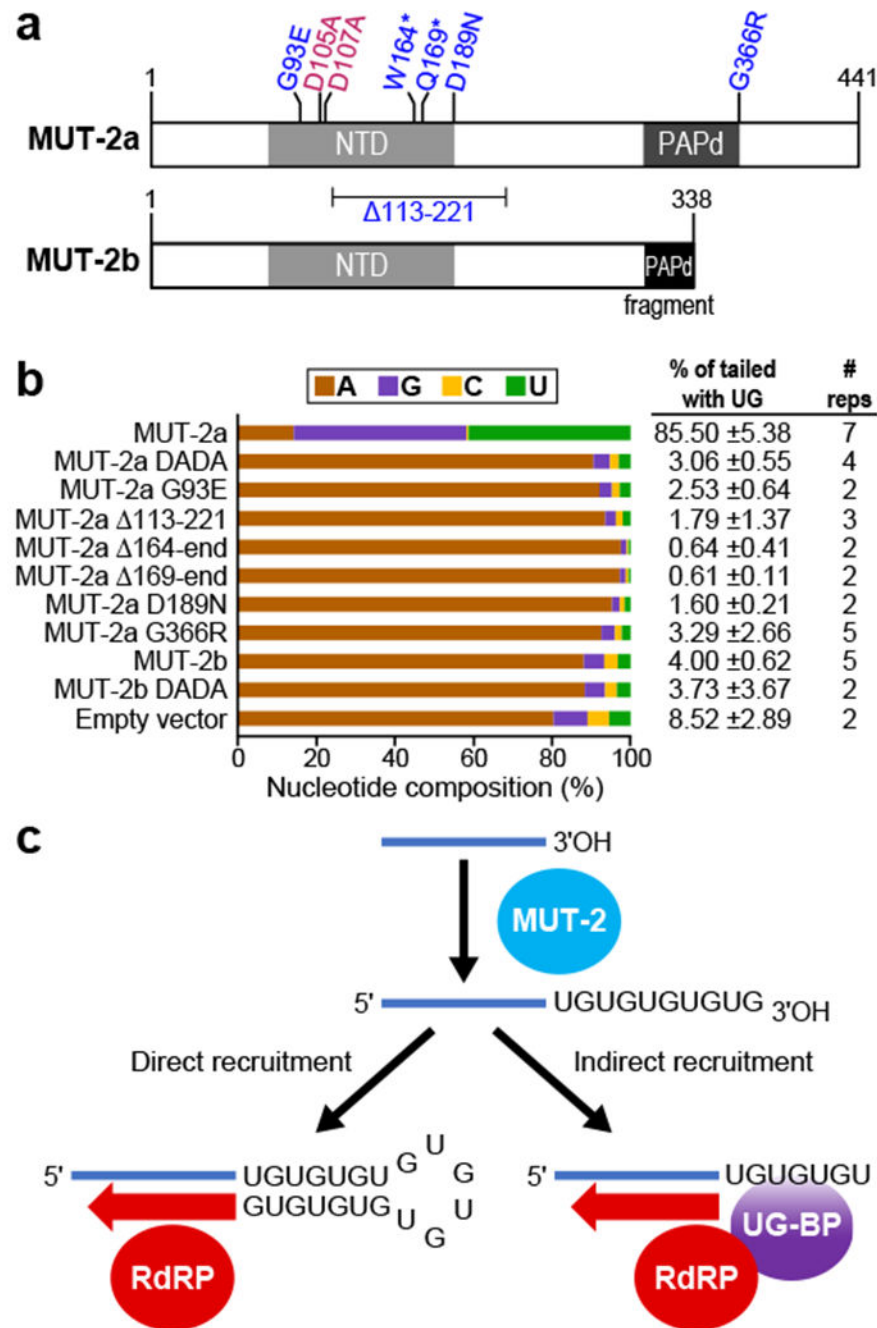 a
G93E
D105A
D107A
W164*
Q169*
D189N
G366R
1
441
MUT-2a
NTD
PAPd
1
Δ113-221
338
MUT-2b
NTD
PAPd
fragment
b
A G C U
% of tailed with UG
# reps
MUT-2a 85.50 ±5.38 7
MUT-2a DADA 3.06 ±0.55 4
MUT-2a G93E 2.53 ±0.64 2
MUT-2a Δ113-221 1.79 ±1.37 3
MUT-2a Δ164-end 0.64 ±0.41 2
MUT-2a Δ169-end 0.61 ±0.11 2
MUT-2a D189N 1.60 ±0.21 2
MUT-2a G366R 3.29 ±2.66 5
MUT-2b 4.00 ±0.62 5
MUT-2b DADA 3.73 ±3.67 2
Empty vector 8.52 ±2.89 2
0 20 40 60 80 100
Nucleotide composition (%)
c
3'OH
MUT-2
5' UGUGUGUGUG 3'OH
Direct recruitment
Indirect recruitment
5' UGUGUGU G U G U G U
GUGUGUG
RdRP
5' UGUGUGU
UG-BP
RdRP